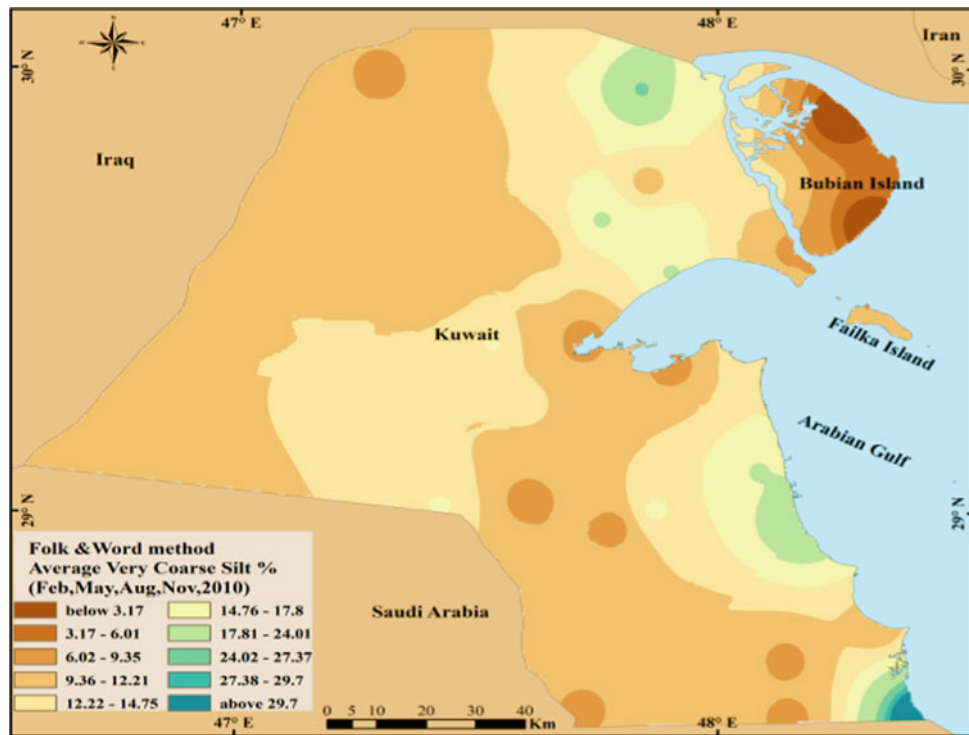 47° E
48° E
Iran
30° N
30° N
Iraq
Bubian Island
Kuwait
Failka Island
Arabian Gulf
29° N
29° N
Folk & Word method
Average Very Coarse Silt %
(Feb,May,Aug,Nov,2010)
below 3.17
14.76 - 17.8
3.17 - 6.01
17.81 - 24.01
6.02 - 9.35
24.02 - 27.37
9.36 - 12.21
27.38 - 29.7
12.22 - 14.75
above 29.7
Saudi Arabia
0 5 10 20 30 40
Km
47° E
48° E